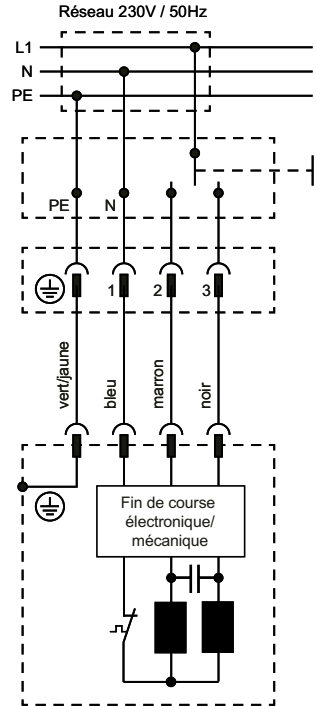 Réseau 230V / 50Hz
L1
N
PE
PE N
1 2 3
vert/jaune
bleu
marron
noir
Fin de course
électronique/
mécanique